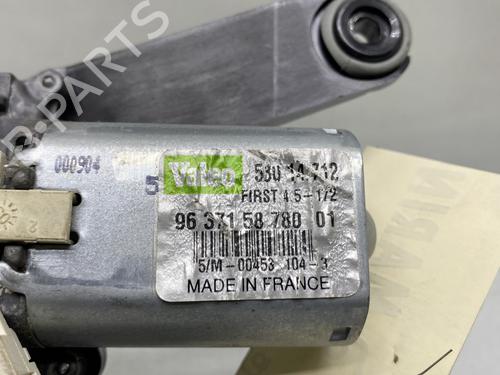 000904
5
Valeo
530 14 712
FIRST 4.5-1/2
96 371 58 780 01
5/M-00453 104-3
MADE IN FRANCE